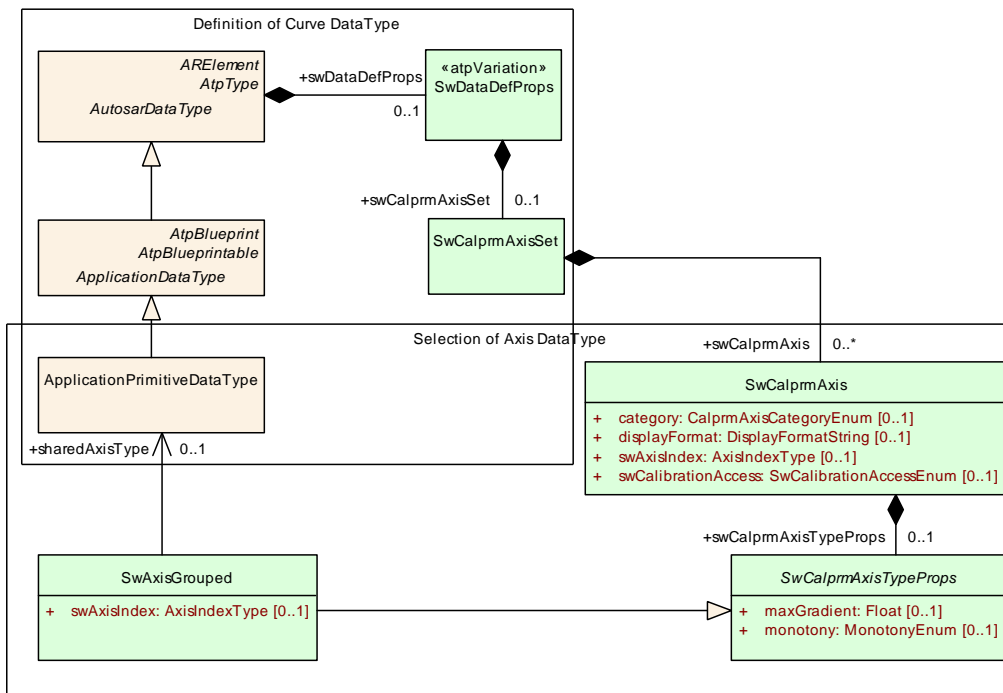 Definition of Curve DataType
ARElement
AtpType
AutosarDataType
+swDataDefProps
0..1
«atpVariation»
SwDataDefProps
+swCalprmAxisSet
0..1
AtpBlueprint
AtpBlueprintable
ApplicationDataType
SwCalprmAxisSet
Selection of Axis DataType
+swCalprmAxis
0..*
ApplicationPrimitiveDataType
+sharedAxisType
0..1
SwCalprmAxis
+ category: CalprmAxisCategoryEnum [0..1]
+ displayFormat: DisplayFormatString [0..1]
+ swAxisIndex: AxisIndexType [0..1]
+ swCalibrationAccess: SwCalibrationAccessEnum [0..1]
+swCalprmAxisTypeProps
0..1
SwAxisGrouped
+ swAxisIndex: AxisIndexType [0..1]
SwCalprmAxisTypeProps
+ maxGradient: Float [0..1]
+ monotony: MonotonyEnum [0..1]